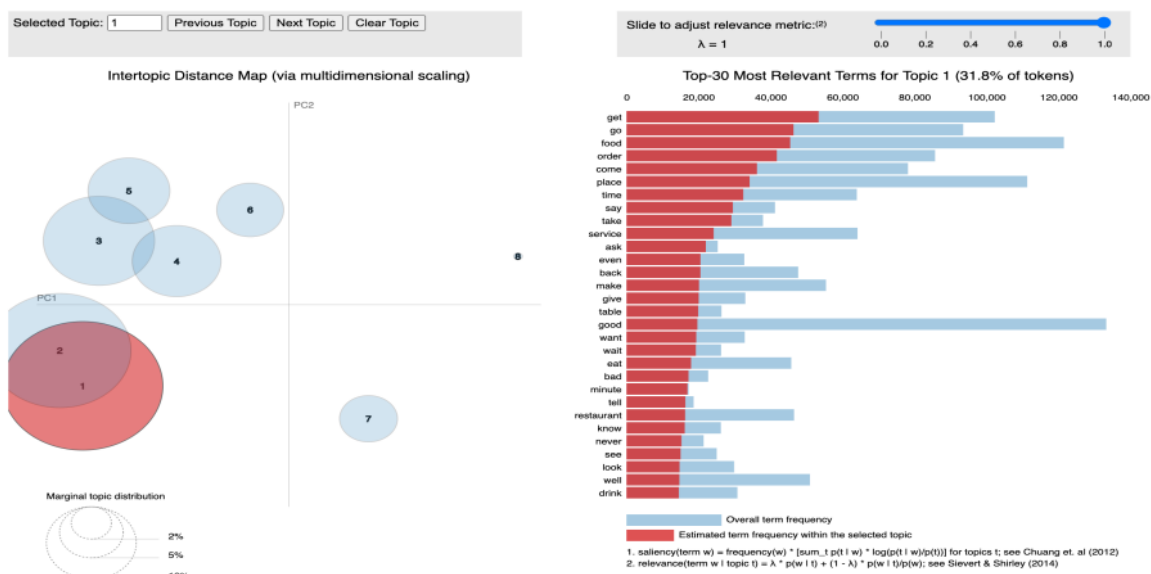 Selected Topic: 1 Previous Topic Next Topic Clear Topic
Slide to adjust relevance metric:(2)
λ = 1
0.0 0.2 0.4 0.6 0.8 1.0
Intertopic Distance Map (via multidimensional scaling)
PC2
PC1
5
6
3
4
8
2
1
7
Marginal topic distribution
2%
5%
Top-30 Most Relevant Terms for Topic 1 (31.8% of tokens)
0 20,000 40,000 60,000 80,000 100,000 120,000 140,000
get
go
food
order
come
place
time
say
take
service
ask
even
back
make
give
table
good
want
wait
eat
bad
minute
tell
restaurant
know
never
see
look
well
drink
Overall term frequency
Estimated term frequency within the selected topic
1. saliency(term w) = frequency(w) * [sum_t p(t | w) * log(p(t | w)/p(t))] for topics t; see Chuang et. al (2012)
2. relevance(term w | topic t) = λ * p(w | t) + (1 - λ) * p(w | t)/p(w); see Sievert & Shirley (2014)